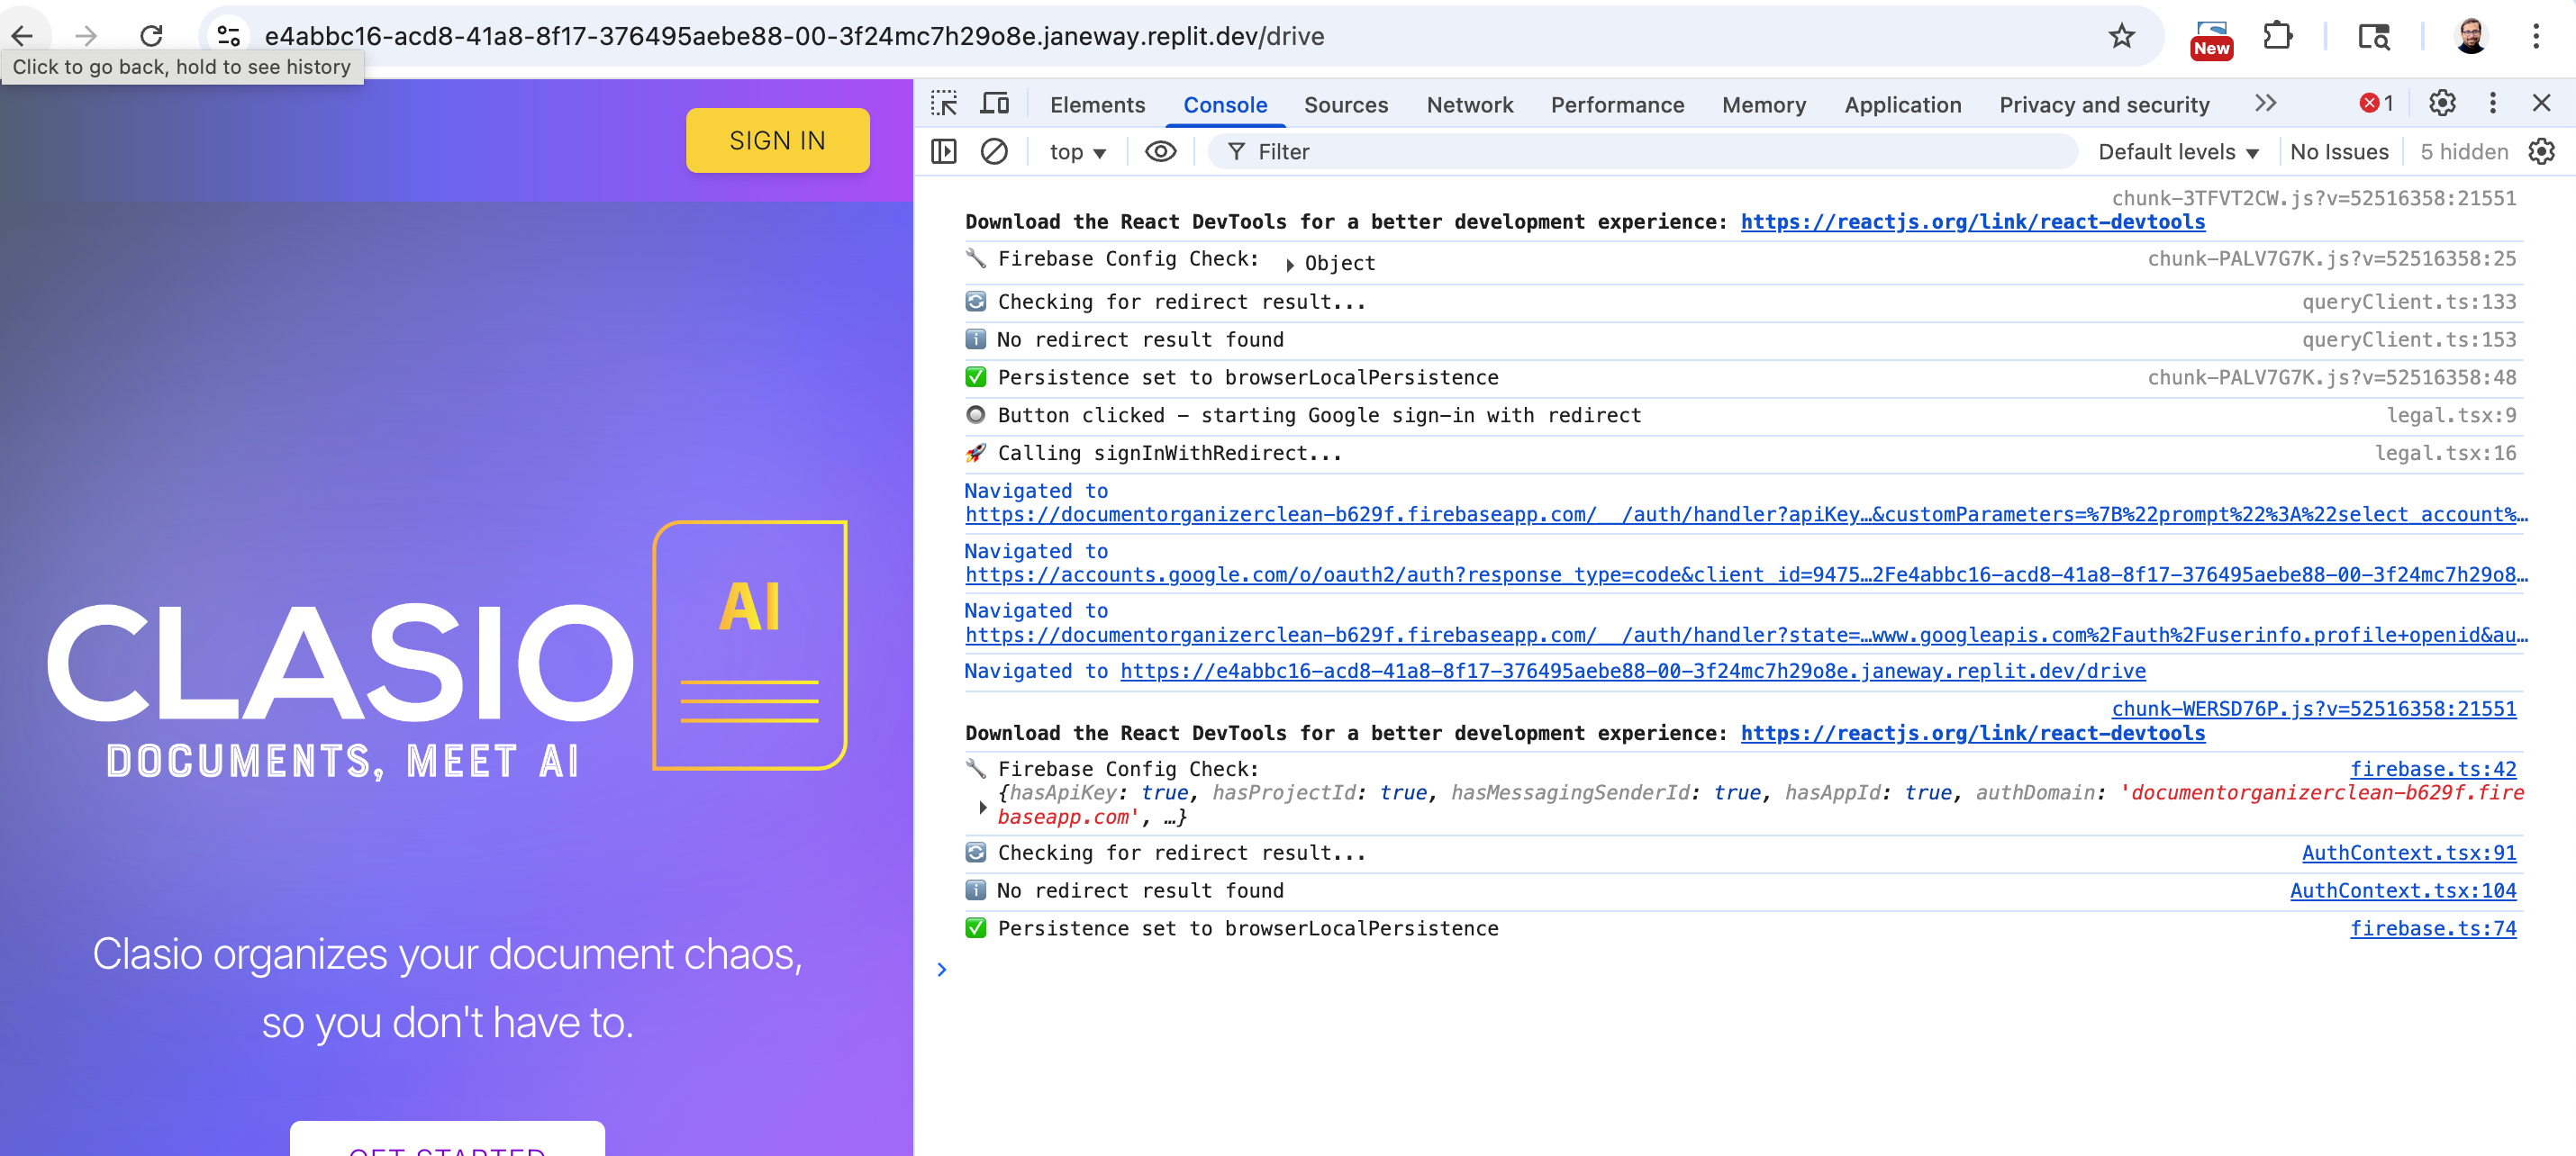 e4abbc16-acd8-41a8-8f17-376495aebe88-00-3f24mc7h29o8e.janeway.replit.dev/drive
New
Click to go back, hold to see history
SIGN IN
AI
CLASIO
DOCUMENTS, MEET AI
Clasio organizes your document chaos,
so you don't have to.
GET STARTED
Elements Console Sources Network Performance Memory Application Privacy and security 1
top Filter Default levels No Issues 5 hidden
chunk-3TFVT2CW.js?v=52516358:21551
Download the React DevTools for a better development experience: https://reactjs.org/link/react-devtools
🔧 Firebase Config Check: ▸ Object chunk-PALV7G7K.js?v=52516358:25
🔄 Checking for redirect result... queryClient.ts:133
ℹ️ No redirect result found queryClient.ts:153
✅ Persistence set to browserLocalPersistence chunk-PALV7G7K.js?v=52516358:48
🔘 Button clicked – starting Google sign-in with redirect legal.tsx:9
🚀 Calling signInWithRedirect... legal.tsx:16
Navigated to
https://documentorganizerclean-b629f.firebaseapp.com/__/auth/handler?apiKey…&customParameters=%7B%22prompt%22%3A%22select_account%…
Navigated to
https://accounts.google.com/o/oauth2/auth?response_type=code&client_id=9475…2Fe4abbc16-acd8-41a8-8f17-376495aebe88-00-3f24mc7h29o8…
Navigated to
https://documentorganizerclean-b629f.firebaseapp.com/__/auth/handler?state=…www.googleapis.com%2Fauth%2Fuserinfo.profile+openid&au…
Navigated to https://e4abbc16-acd8-41a8-8f17-376495aebe88-00-3f24mc7h29o8e.janeway.replit.dev/drive
chunk-WERSD76P.js?v=52516358:21551
Download the React DevTools for a better development experience: https://reactjs.org/link/react-devtools
🔧 Firebase Config Check: firebase.ts:42
{hasApiKey: true, hasProjectId: true, hasMessagingSenderId: true, hasAppId: true, authDomain: 'documentorganizerclean-b629f.fire
baseapp.com', …}
🔄 Checking for redirect result... AuthContext.tsx:91
ℹ️ No redirect result found AuthContext.tsx:104
✅ Persistence set to browserLocalPersistence firebase.ts:74